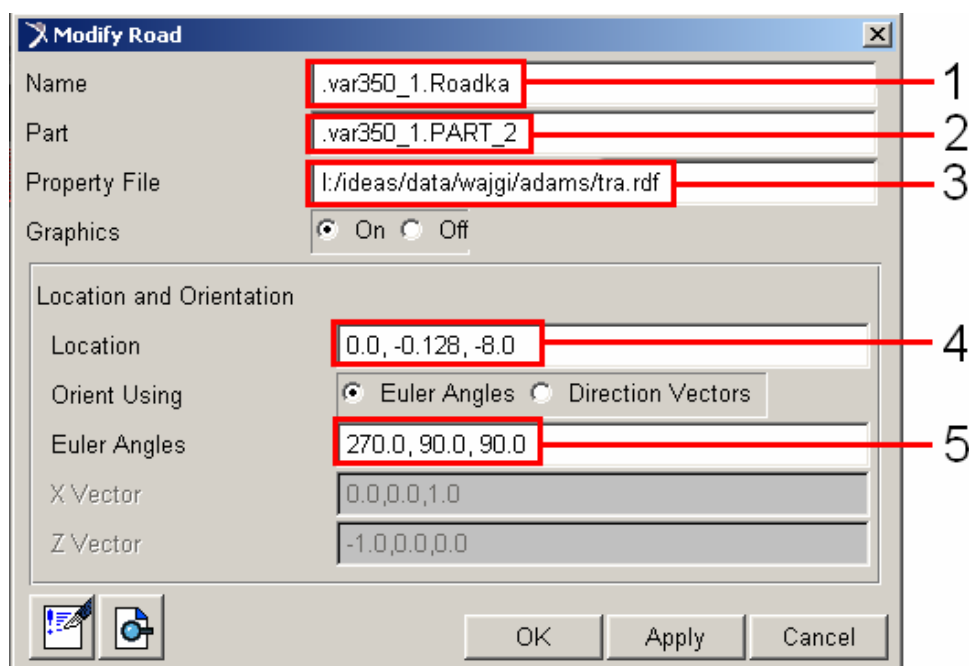 Modify Road
Name .var350_1.Roadka 1
Part .var350_1.PART_2 2
Property File l:/ideas/data/wajgi/adams/tra.rdf 3
Graphics On Off
Location and Orientation
Location 0.0, -0.128, -8.0 4
Orient Using Euler Angles Direction Vectors
Euler Angles 270.0, 90.0, 90.0 5
X Vector 0.0,0.0,1.0
Z Vector -1.0,0.0,0.0
OK Apply Cancel